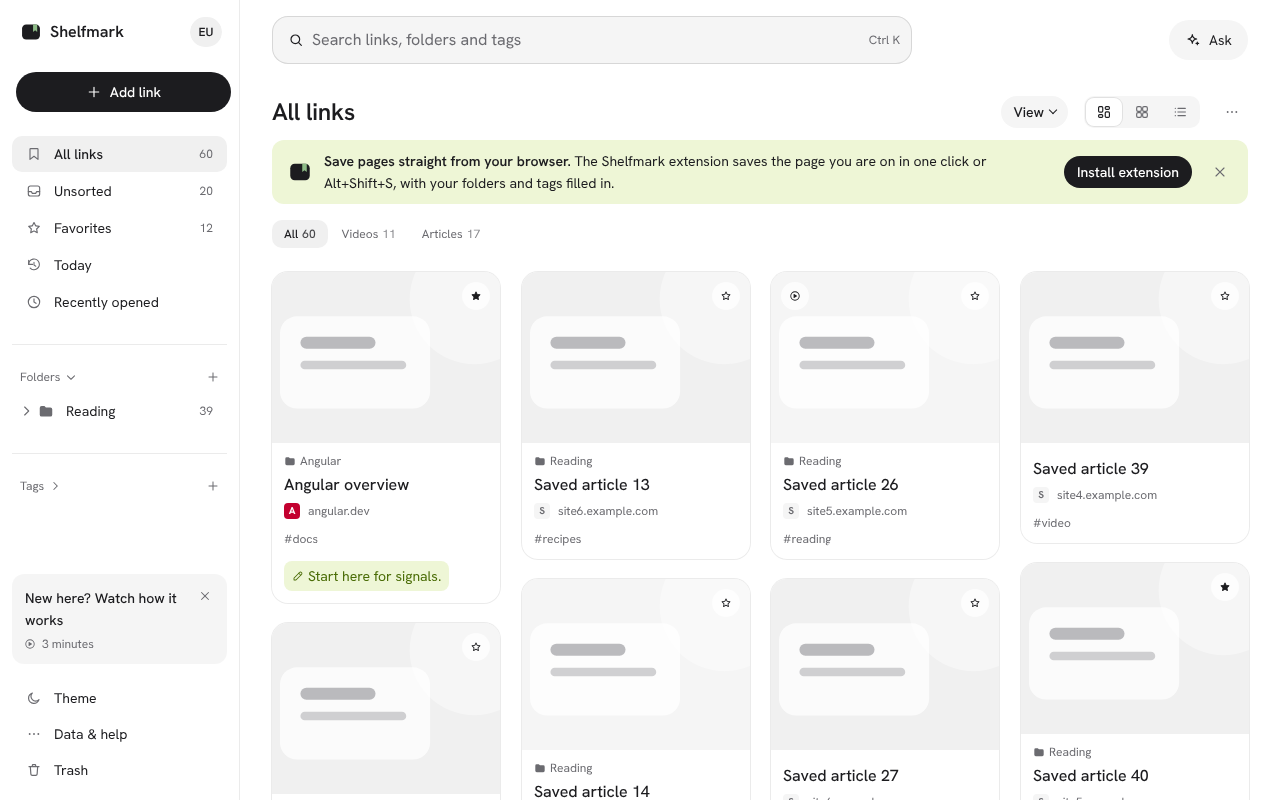 Shelfmark
EU
Add link
All links 60
Unsorted 20
Favorites 12
Today
Recently opened
Folders
Reading 39
Tags
New here? Watch how it
works
3 minutes
Theme
Data & help
Trash
Search links, folders and tags Ctrl K
Ask
All links
View
Save pages straight from your browser. The Shelfmark extension saves the page you are on in one click or
Alt+Shift+S, with your folders and tags filled in.
Install extension
All 60 Videos 11 Articles 17
Angular
Angular overview
A angular.dev
#docs
Start here for signals.
Reading
Saved article 13
S site6.example.com
#recipes
Reading
Saved article 14
Reading
Saved article 26
S site5.example.com
#reading
Saved article 27
Saved article 39
S site4.example.com
#video
Reading
Saved article 40